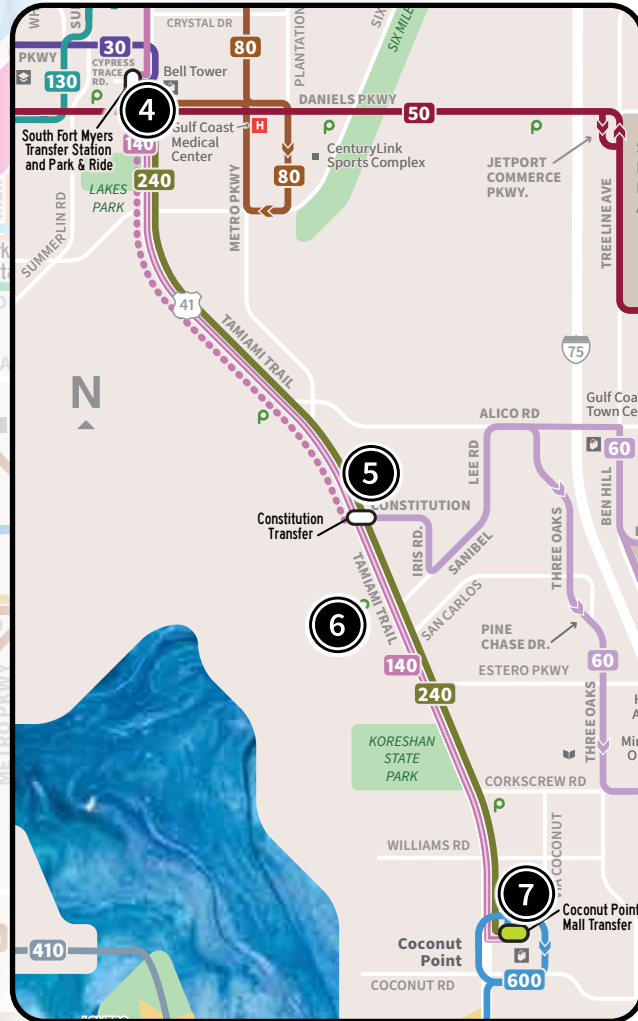 CRYSTAL DR
PKWY
30
80
PLANTATION
SIX MILE
130
CYPRESS
TRACE
RD.
Bell Tower
DANIELS PKWY
50
4
South Fort Myers
Transfer Station
and Park & Ride
140
Gulf Coast
Medical
Center
H
CenturyLink
Sports Complex
JETPORT
COMMERCE
PKWY.
80
240
LAKES
PARK
SUMMERLIN RD
METRO PKWY
TREELINE AVE
41
TAMIAMI TRAIL
75
N
Gulf Coa
Town Ce
ALICO RD
60
LEE RD
BEN HILL
5
CONSTITUTION
Constitution
Transfer
IRIS RD.
SANIBEL
THREE OAKS
TAMIAMI TRAIL
6
SAN CARLOS
PINE
CHASE DR.
140
ESTERO PKWY
60
240
THREE OAKS
KORESHAN
STATE
PARK
CORKSCREW RD
WILLIAMS RD
VIA COCONUT
7
Coconut Point
Mall Transfer
410
Coconut
Point
600
COCONUT RD
METRO PKWY